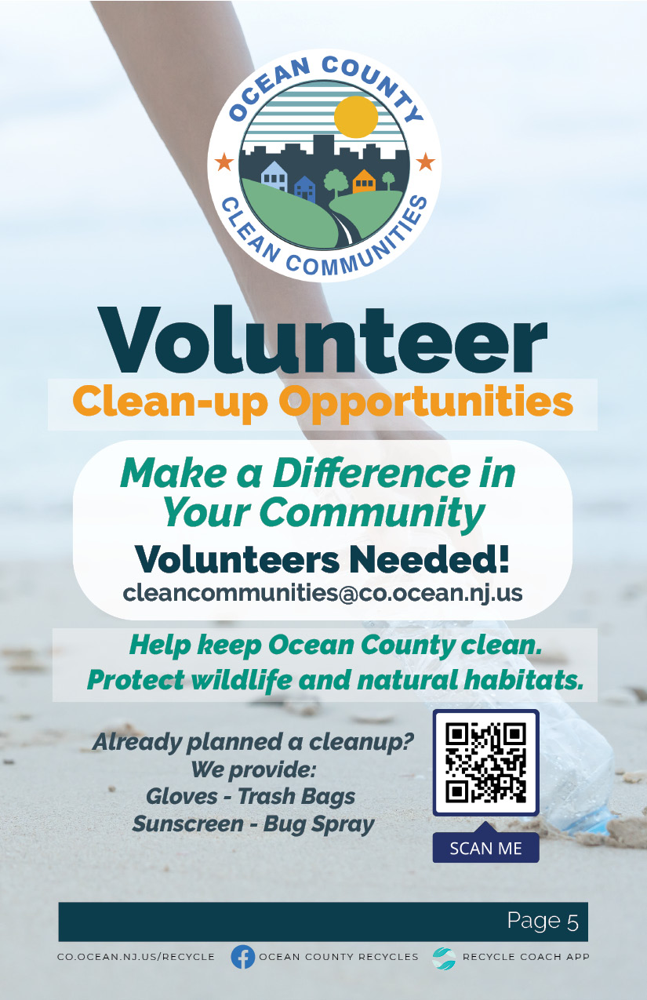 OCEAN COUNTY
CLEAN COMMUNITIES
Volunteer
Clean-up Opportunities
Make a Difference in
Your Community
Volunteers Needed!
cleancommunities@co.ocean.nj.us
Help keep Ocean County clean.
Protect wildlife and natural habitats.
Already planned a cleanup?
We provide:
Gloves - Trash Bags
Sunscreen - Bug Spray
SCAN ME
Page 5
CO.OCEAN.NJ.US/RECYCLE
OCEAN COUNTY RECYCLES
RECYCLE COACH APP